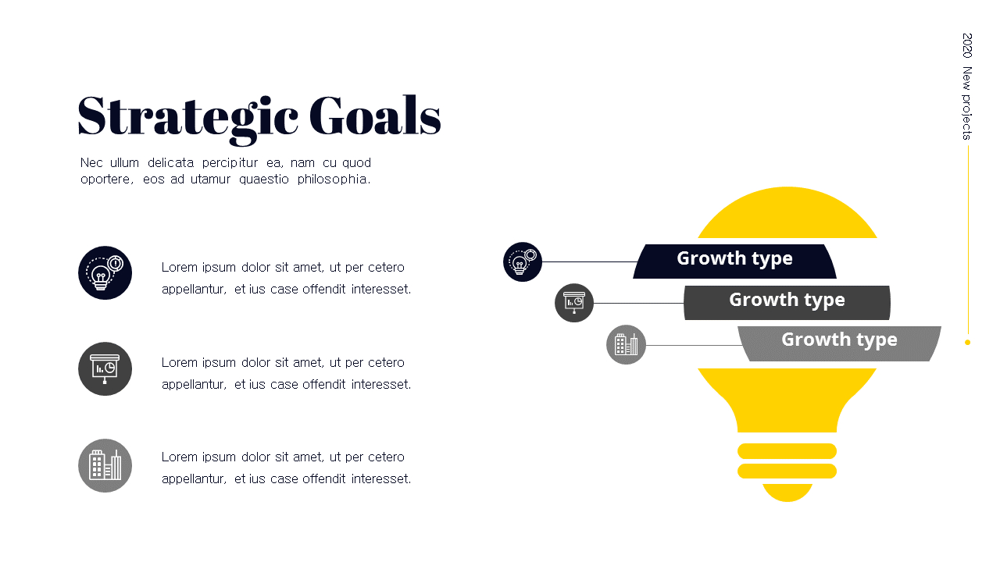 2020 New projects
Strategic Goals
Nec ullum delicata percipitur ea, nam cu quod
oportere, eos ad utamur quaestio philosophia.
Lorem ipsum dolor sit amet, ut per cetero
appellantur, et ius case offendit interesset.
Lorem ipsum dolor sit amet, ut per cetero
appellantur, et ius case offendit interesset.
Lorem ipsum dolor sit amet, ut per cetero
appellantur, et ius case offendit interesset.
Growth type
Growth type
Growth type